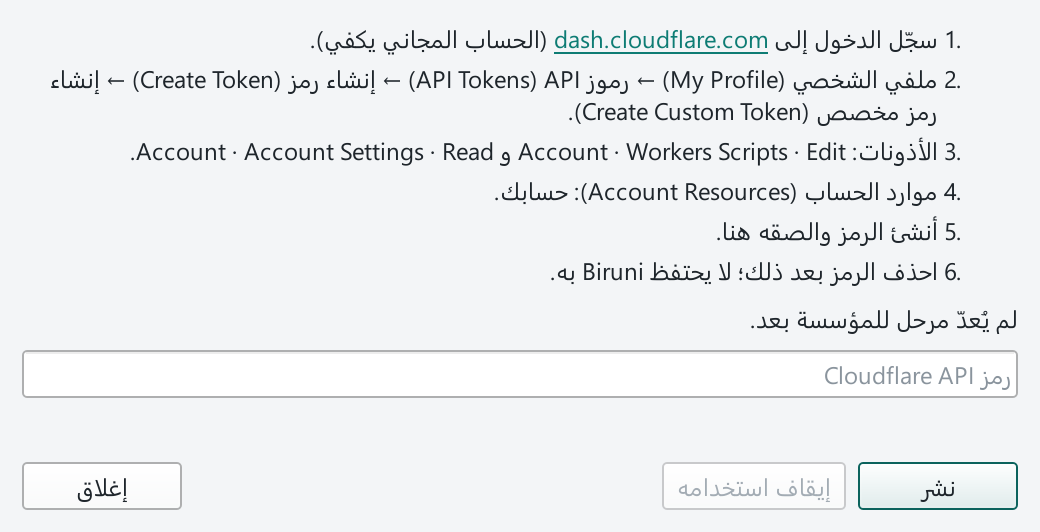 1. سجّل الدخول إلى dash.cloudflare.com (الحساب المجاني يكفي).
2. ملفي الشخصي (My Profile) ← رموز API (API Tokens) ← إنشاء رمز (Create Token) ← إنشاء
رمز مخصص (Create Custom Token).
3. الأذونات: Account · Workers Scripts · Edit و Account · Account Settings · Read.
4. موارد الحساب (Account Resources): حسابك.
5. أنشئ الرمز والصقه هنا.
6. احذف الرمز بعد ذلك؛ لا يحتفظ Biruni به.
لم يُعدّ مرحل للمؤسسة بعد.
رمز Cloudflare API
نشر
إيقاف استخدامه
إغلاق